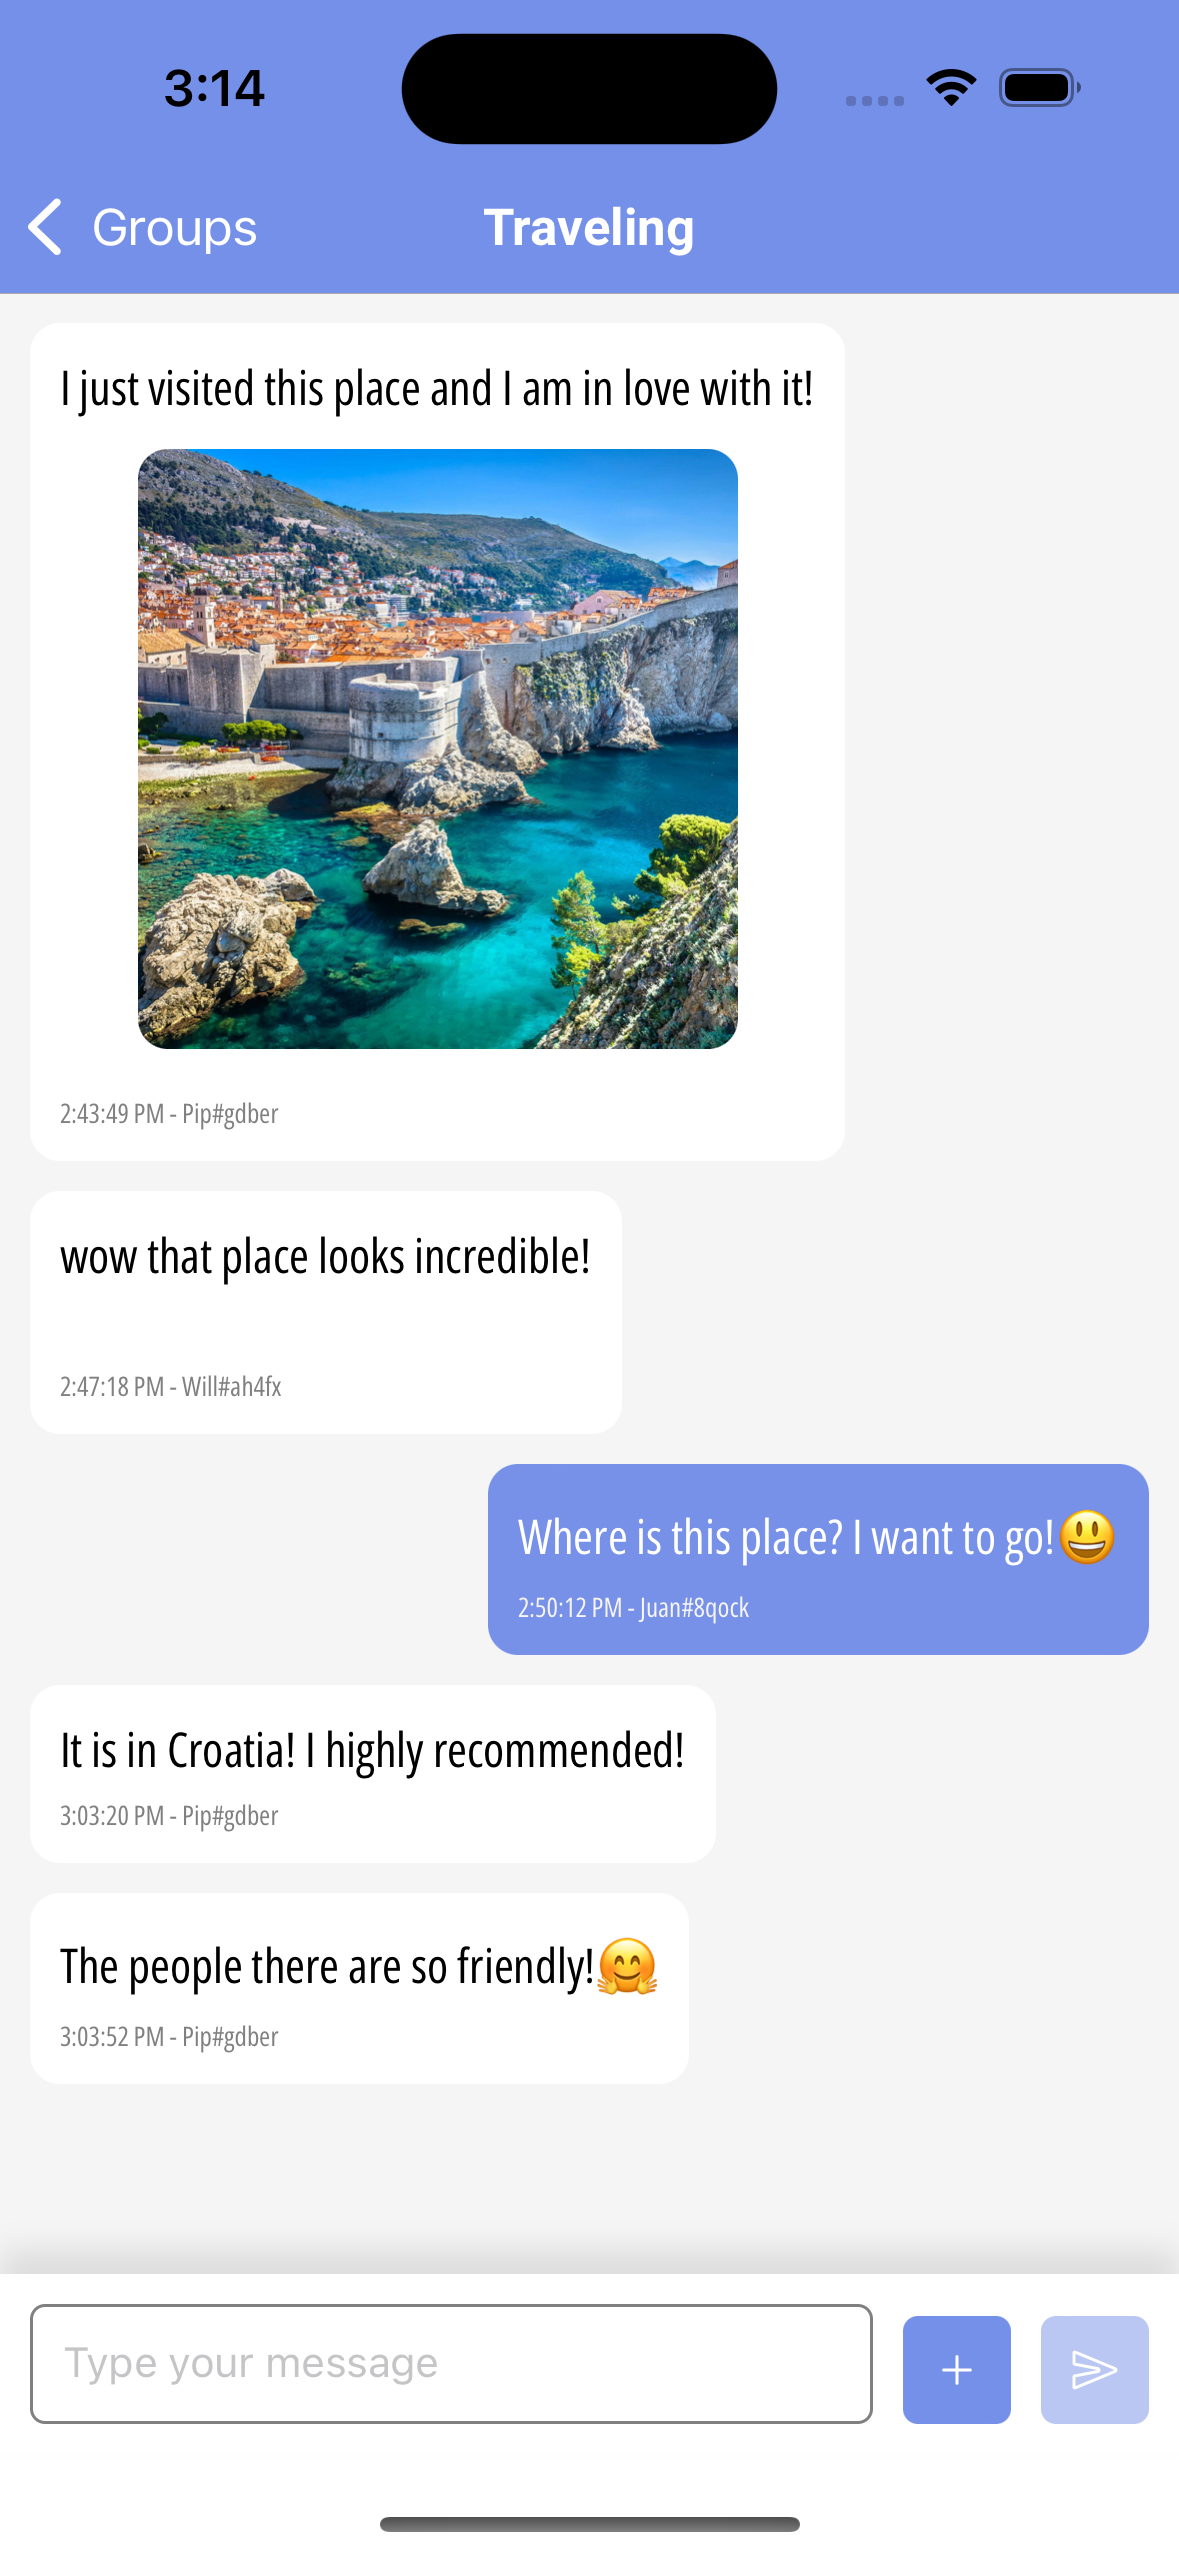 3:14
Groups
Traveling
I just visited this place and I am in love with it!
2:43:49 PM - Pip#gdber
wow that place looks incredible!
2:47:18 PM - Will#ah4fx
Where is this place? I want to go!😃
2:50:12 PM - Juan#8qock
It is in Croatia! I highly recommended!
3:03:20 PM - Pip#gdber
The people there are so friendly!🤗
3:03:52 PM - Pip#gdber
Type your message